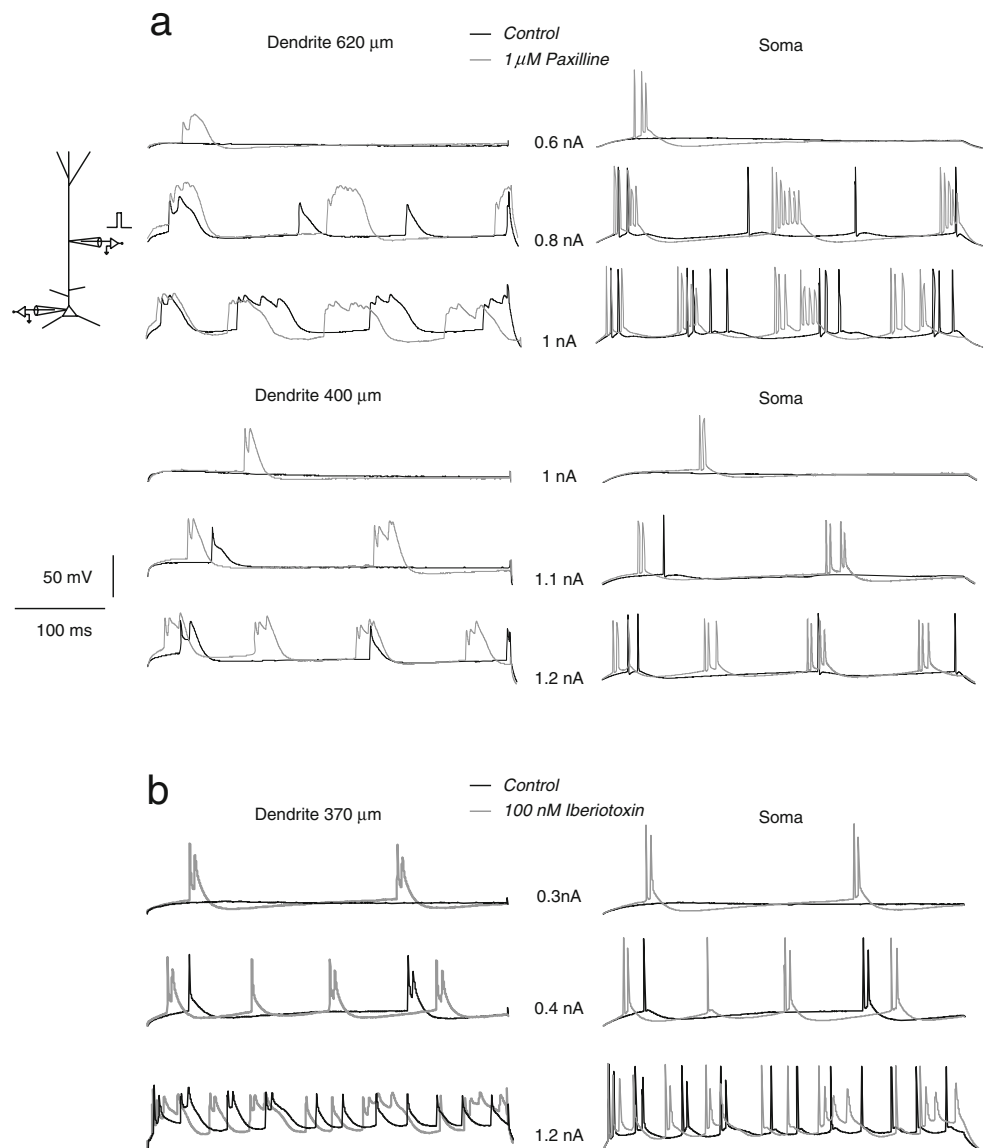 a
Dendrite 620 μm
Control
1 μM Paxilline
Soma
0.6 nA
0.8 nA
1 nA
Dendrite 400 μm
Soma
1 nA
1.1 nA
1.2 nA
50 mV
100 ms
b
Dendrite 370 μm
Control
100 nM Iberiotoxin
Soma
0.3nA
0.4 nA
1.2 nA